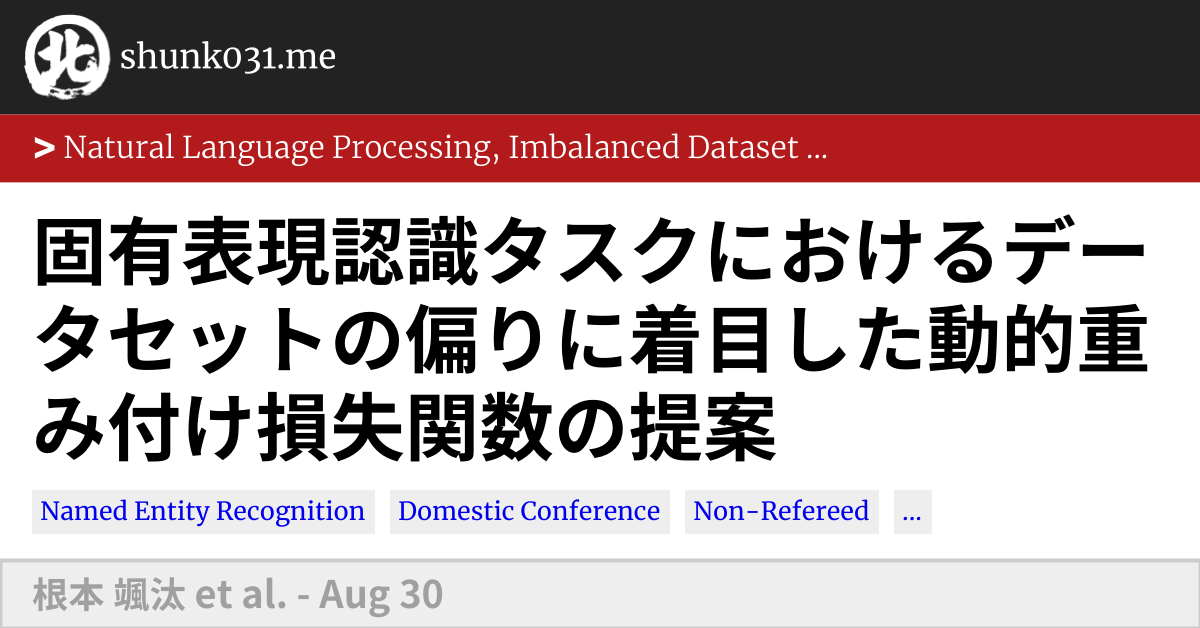 北
shunk031.me
> Natural Language Processing, Imbalanced Dataset ...
固有表現認識タスクにおけるデー
タセットの偏りに着目した動的重
み付け損失関数の提案
Named Entity Recognition Domestic Conference Non-Refereed ...
根本 颯汰 et al. - Aug 30